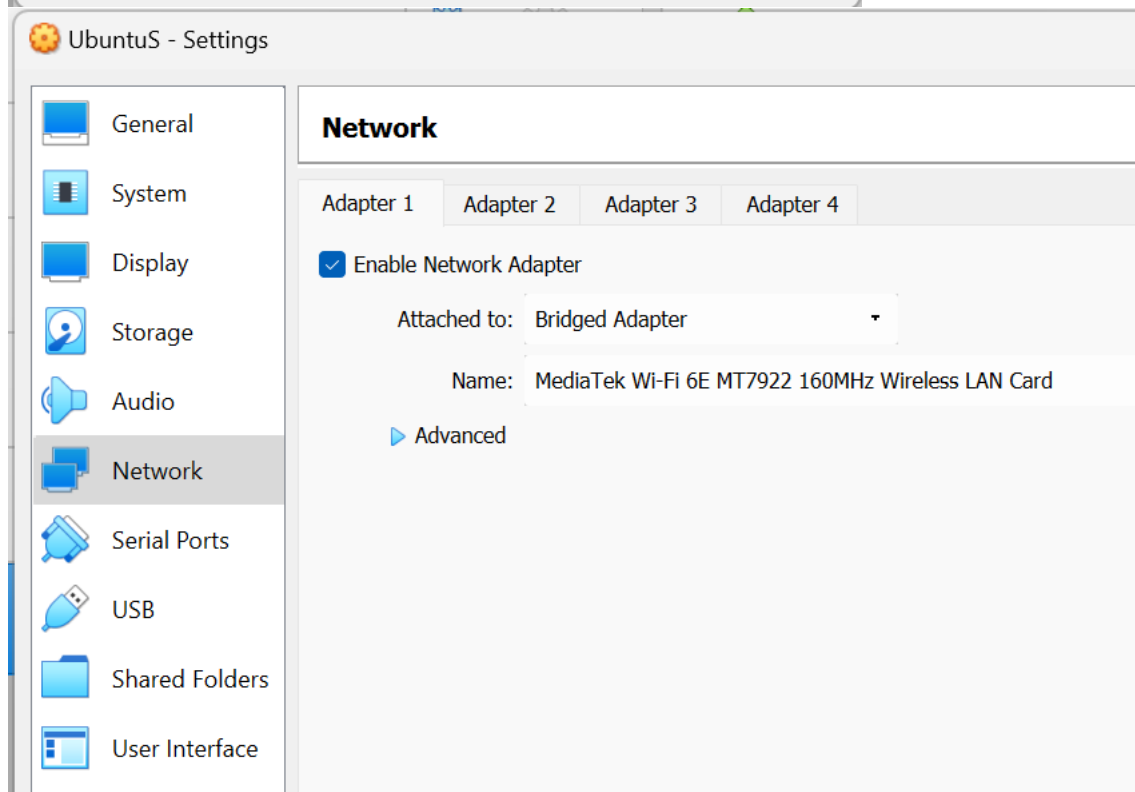 UbuntuS - Settings
General
System
Display
Storage
Audio
Network
Serial Ports
USB
Shared Folders
User Interface
Network
Adapter 1
Adapter 2
Adapter 3
Adapter 4
Enable Network Adapter
Attached to: Bridged Adapter
Name: MediaTek Wi-Fi 6E MT7922 160MHz Wireless LAN Card
Advanced